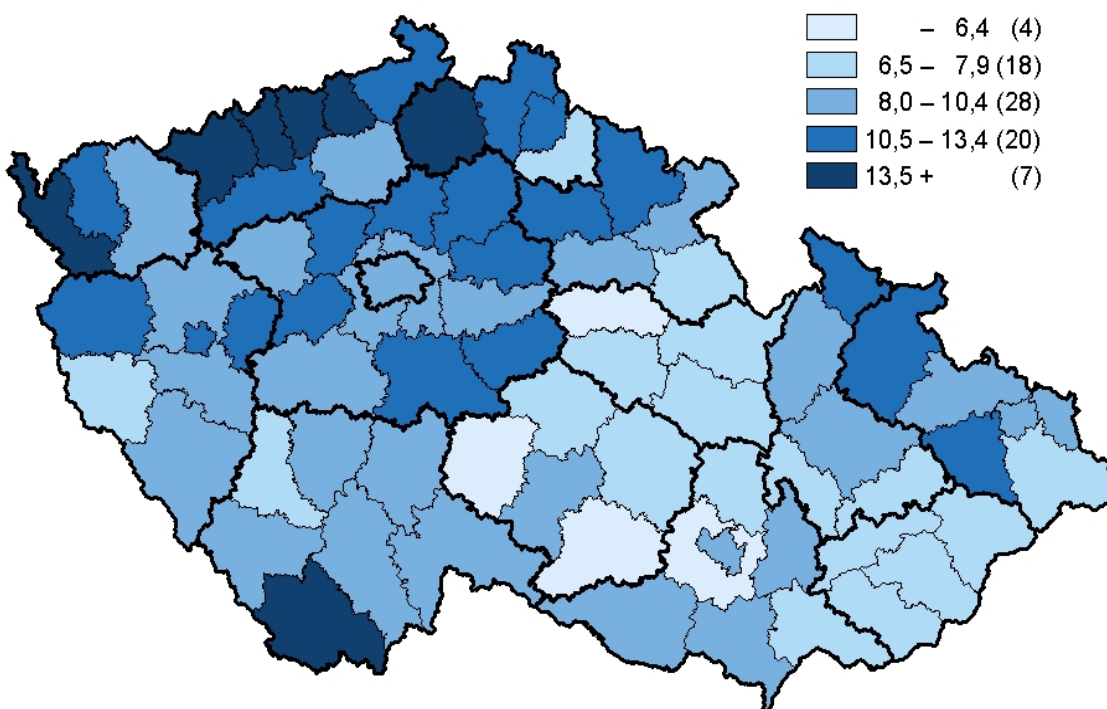 – 6,4 (4)
6,5 – 7,9 (18)
8,0 – 10,4 (28)
10,5 – 13,4 (20)
13,5 + (7)